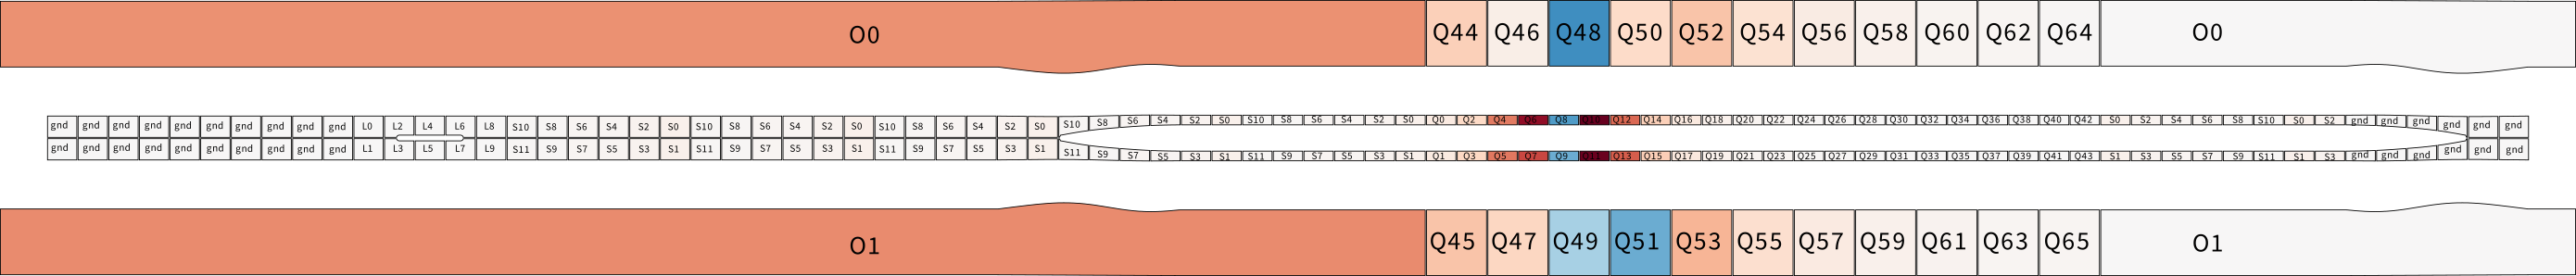 O0 Q44 Q46 Q48 Q50 Q52 Q54 Q56 Q58 Q60 Q62 Q64 O0
gnd gnd gnd gnd gnd gnd gnd gnd gnd gnd L0 L2 L4 L6 L8 S10 S8 S6 S4 S2 S0 S10 S8 S6 S4 S2 S0 S10 S8 S6 S4 S2 S0 S10 S8 S6 S4 S2 S0 S10 S8 S6 S4 S2 S0 Q0 Q2 Q4 Q6 Q8 Q10 Q12 Q14 Q16 Q18 Q20 Q22 Q24 Q26 Q28 Q30 Q32 Q34 Q36 Q38 Q40 Q42 S0 S2 S4 S6 S8 S10 S0 S2 gnd gnd gnd gnd gnd gnd
gnd gnd gnd gnd gnd gnd gnd gnd gnd gnd L1 L3 L5 L7 L9 S11 S9 S7 S5 S3 S1 S11 S9 S7 S5 S3 S1 S11 S9 S7 S5 S3 S1 S11 S9 S7 S5 S3 S1 S11 S9 S7 S5 S3 S1 Q1 Q3 Q5 Q7 Q9 Q11 Q13 Q15 Q17 Q19 Q21 Q23 Q25 Q27 Q29 Q31 Q33 Q35 Q37 Q39 Q41 Q43 S1 S3 S5 S7 S9 S11 S1 S3 gnd gnd gnd gnd gnd gnd
O1 Q45 Q47 Q49 Q51 Q53 Q55 Q57 Q59 Q61 Q63 Q65 O1